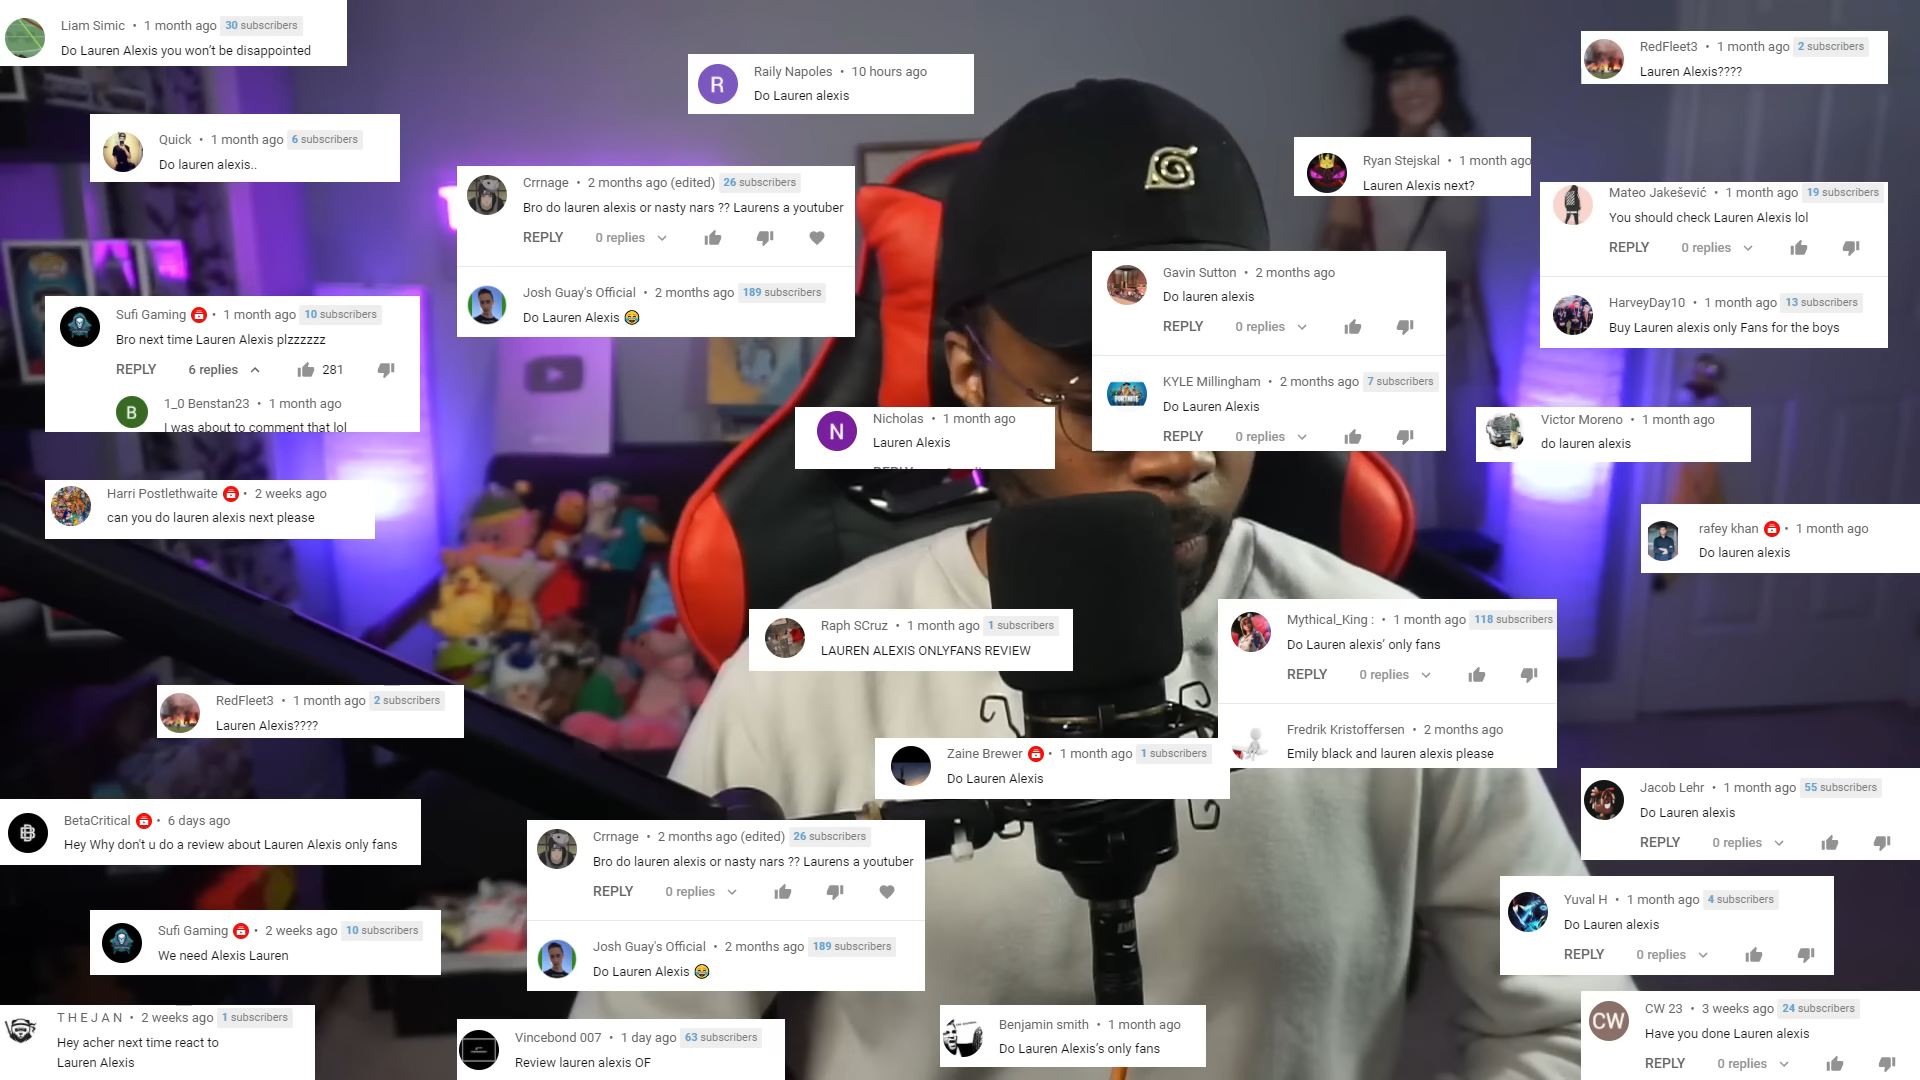 Liam Simic • 1 month ago 30 subscribers
Do Lauren Alexis you won't be disappointed
RedFleet3 • 1 month ago 2 subscribers
Lauren Alexis????
R
Raily Napoles • 10 hours ago
Do Lauren alexis
Quick • 1 month ago 6 subscribers
Do lauren alexis..
Ryan Stejskal • 1 month ago
Lauren Alexis next?
Crrnage • 2 months ago (edited) 26 subscribers
Bro do lauren alexis or nasty nars ?? Laurens a youtuber
REPLY 0 replies
Josh Guay's Official • 2 months ago 189 subscribers
Do Lauren Alexis 😂
Mateo Jakešević • 1 month ago 19 subscribers
You should check Lauren Alexis lol
REPLY 0 replies
HarveyDay10 • 1 month ago 13 subscribers
Buy Lauren alexis only Fans for the boys
Gavin Sutton • 2 months ago
Do lauren alexis
REPLY 0 replies
KYLE Millingham • 2 months ago 7 subscribers
Do Lauren Alexis
REPLY 0 replies
Sufi Gaming • 1 month ago 10 subscribers
Bro next time Lauren Alexis plzzzzzz
REPLY 6 replies 281
B
1_0 Benstan23 • 1 month ago
I was about to comment that lol
N
Nicholas • 1 month ago
Lauren Alexis
Victor Moreno • 1 month ago
do lauren alexis
Harri Postlethwaite • 2 weeks ago
can you do lauren alexis next please
rafey khan • 1 month ago
Do lauren alexis
Raph SCruz • 1 month ago 1 subscribers
LAUREN ALEXIS ONLYFANS REVIEW
Mythical_King : • 1 month ago 118 subscribers
Do Lauren alexis' only fans
REPLY 0 replies
Fredrik Kristoffersen • 2 months ago
Emily black and lauren alexis please
RedFleet3 • 1 month ago 2 subscribers
Lauren Alexis????
Zaine Brewer • 1 month ago 1 subscribers
Do Lauren Alexis
Jacob Lehr • 1 month ago 55 subscribers
Do Lauren alexis
REPLY 0 replies
BetaCritical • 6 days ago
Hey Why don't u do a review about Lauren Alexis only fans
Crrnage • 2 months ago (edited) 26 subscribers
Bro do lauren alexis or nasty nars ?? Laurens a youtuber
REPLY 0 replies
Josh Guay's Official • 2 months ago 189 subscribers
Do Lauren Alexis 😂
Yuval H • 1 month ago 4 subscribers
Do Lauren alexis
REPLY 0 replies
Sufi Gaming • 2 weeks ago 10 subscribers
We need Alexis Lauren
T H E J A N • 2 weeks ago 1 subscribers
Hey acher next time react to
Lauren Alexis
Vincebond 007 • 1 day ago 63 subscribers
Review lauren alexis OF
Benjamin smith • 1 month ago
Do Lauren Alexis's only fans
CW
CW 23 • 3 weeks ago 24 subscribers
Have you done Lauren alexis
REPLY 0 replies